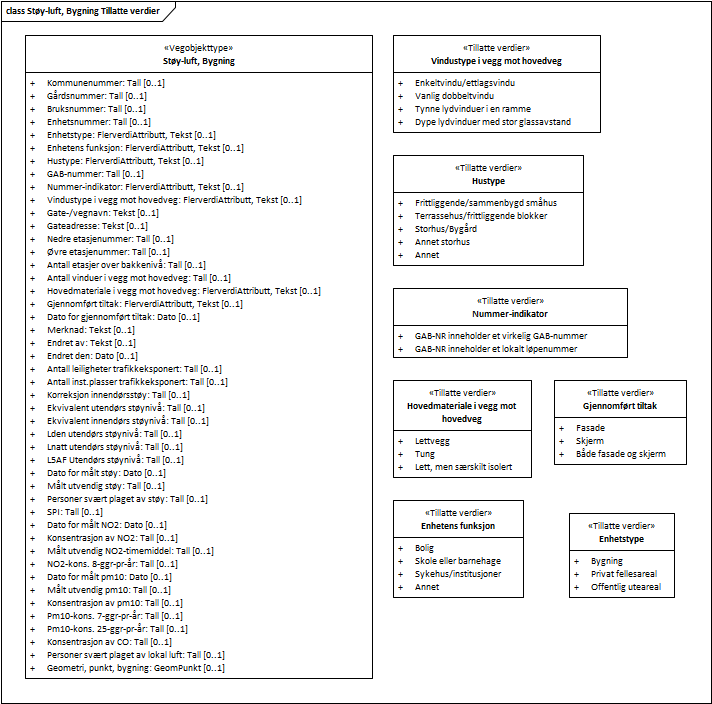 class Støy-luft, Bygning Tillatte verdier
«Vegobjekttype»
Støy-luft, Bygning
+ Kommunenummer: Tall [0..1]
+ Gårdsnummer: Tall [0..1]
+ Bruksnummer: Tall [0..1]
+ Enhetsnummer: Tall [0..1]
+ Enhetstype: FlerverdiAttributt, Tekst [0..1]
+ Enhetens funksjon: FlerverdiAttributt, Tekst [0..1]
+ Hustype: FlerverdiAttributt, Tekst [0..1]
+ GAB-nummer: Tall [0..1]
+ Nummer-indikator: FlerverdiAttributt, Tekst [0..1]
+ Vindustype i vegg mot hovedveg: FlerverdiAttributt, Tekst [0..1]
+ Gate-/vegnavn: Tekst [0..1]
+ Gateadresse: Tekst [0..1]
+ Nedre etasjenummer: Tall [0..1]
+ Øvre etasjenummer: Tall [0..1]
+ Antall etasjer over bakkenivå: Tall [0..1]
+ Antall vinduer i vegg mot hovedveg: Tall [0..1]
+ Hovedmateriale i vegg mot hovedveg: FlerverdiAttributt, Tekst [0..1]
+ Gjennomført tiltak: FlerverdiAttributt, Tekst [0..1]
+ Dato for gjennomført tiltak: Dato [0..1]
+ Merknad: Tekst [0..1]
+ Endret av: Tekst [0..1]
+ Endret den: Dato [0..1]
+ Antall leiligheter trafikkeksponert: Tall [0..1]
+ Antall inst.plasser trafikkeksponert: Tall [0..1]
+ Korreksjon innendørsstøy: Tall [0..1]
+ Ekvivalent utendørs støynivå: Tall [0..1]
+ Ekvivalent innendørs støynivå: Tall [0..1]
+ Lden utendørs støynivå: Tall [0..1]
+ Lnatt utendørs støynivå: Tall [0..1]
+ L5AF Utendørs støynivå: Tall [0..1]
+ Dato for målt støy: Dato [0..1]
+ Målt utvendig støy: Tall [0..1]
+ Personer svært plaget av støy: Tall [0..1]
+ SPI: Tall [0..1]
+ Dato for målt NO2: Dato [0..1]
+ Konsentrasjon av NO2: Tall [0..1]
+ Målt utvendig NO2-timemiddel: Tall [0..1]
+ NO2-kons. 8-ggr-pr-år: Tall [0..1]
+ Dato for målt pm10: Dato [0..1]
+ Målt utvendig pm10: Tall [0..1]
+ Konsentrasjon av pm10: Tall [0..1]
+ Pm10-kons. 7-ggr-pr-år: Tall [0..1]
+ Pm10-kons. 25-ggr-pr-år: Tall [0..1]
+ Konsentrasjon av CO: Tall [0..1]
+ Personer svært plaget av lokal luft: Tall [0..1]
+ Geometri, punkt, bygning: GeomPunkt [0..1]
«Tillatte verdier»
Vindustype i vegg mot hovedveg
+ Enkeltvindu/ettlagsvindu
+ Vanlig dobbeltvindu
+ Tynne lydvinduer i en ramme
+ Dype lydvinduer med stor glassavstand
«Tillatte verdier»
Hustype
+ Frittliggende/sammenbygd småhus
+ Terrassehus/frittliggende blokker
+ Storhus/Bygård
+ Annet storhus
+ Annet
«Tillatte verdier»
Nummer-indikator
+ GAB-NR inneholder et virkelig GAB-nummer
+ GAB-NR inneholder et lokalt løpenummer
«Tillatte verdier»
Hovedmateriale i vegg mot
hovedveg
+ Lettvegg
+ Tung
+ Lett, men særskilt isolert
«Tillatte verdier»
Gjennomført tiltak
+ Fasade
+ Skjerm
+ Både fasade og skjerm
«Tillatte verdier»
Enhetens funksjon
+ Bolig
+ Skole eller barnehage
+ Sykehus/institusjoner
+ Annet
«Tillatte verdier»
Enhetstype
+ Bygning
+ Privat fellesareal
+ Offentlig uteareal